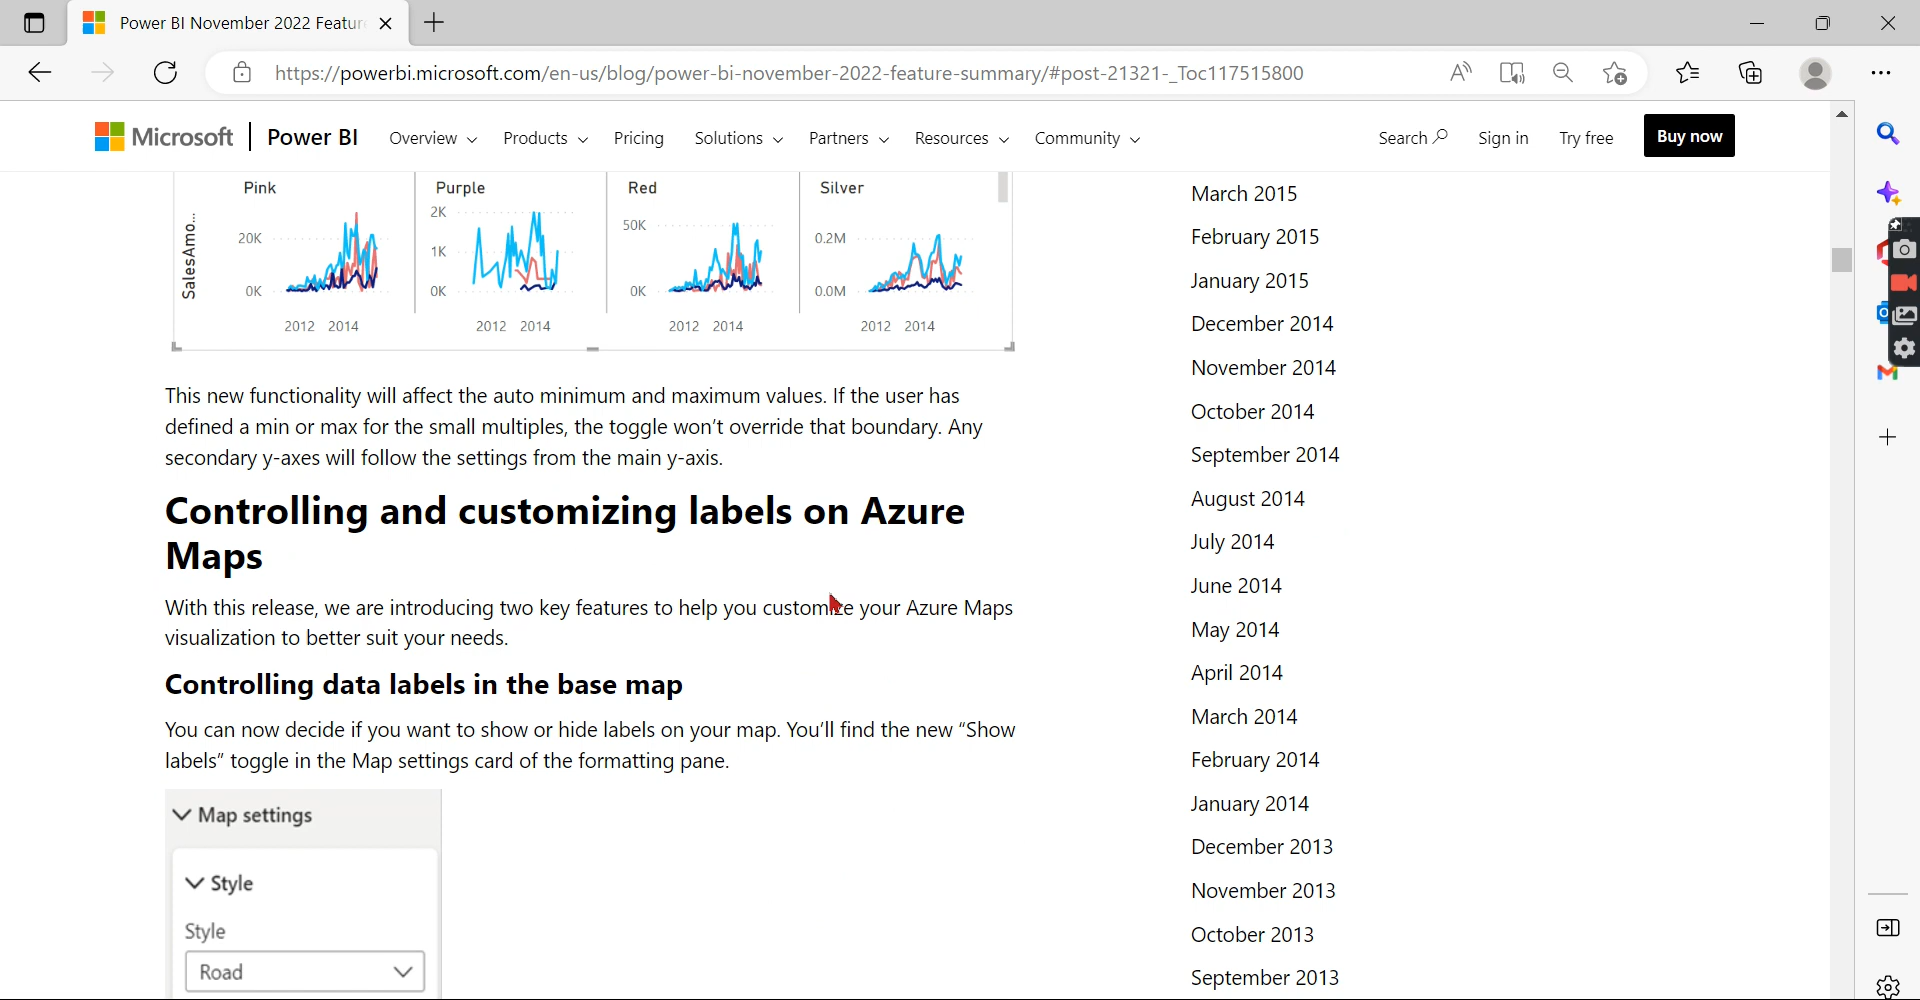 Power BI November 2022 Featur
https://powerbi.microsoft.com/en-us/blog/power-bi-november-2022-feature-summary/#post-21321-_Toc117515800
Microsoft Power BI Overview Products Pricing Solutions Partners Resources Community Search Sign in Try free Buy now
Pink Purple Red Silver
SalesAmo...
20K
0K
2012 2014
2K
1K
0K
2012 2014
50K
0K
2012 2014
0.2M
0.0M
2012 2014
This new functionality will affect the auto minimum and maximum values. If the user has
defined a min or max for the small multiples, the toggle won't override that boundary. Any
secondary y-axes will follow the settings from the main y-axis.
Controlling and customizing labels on Azure
Maps
With this release, we are introducing two key features to help you customize your Azure Maps
visualization to better suit your needs.
Controlling data labels in the base map
You can now decide if you want to show or hide labels on your map. You'll find the new “Show
labels” toggle in the Map settings card of the formatting pane.
Map settings
Style
Style
Road
March 2015
February 2015
January 2015
December 2014
November 2014
October 2014
September 2014
August 2014
July 2014
June 2014
May 2014
April 2014
March 2014
February 2014
January 2014
December 2013
November 2013
October 2013
September 2013